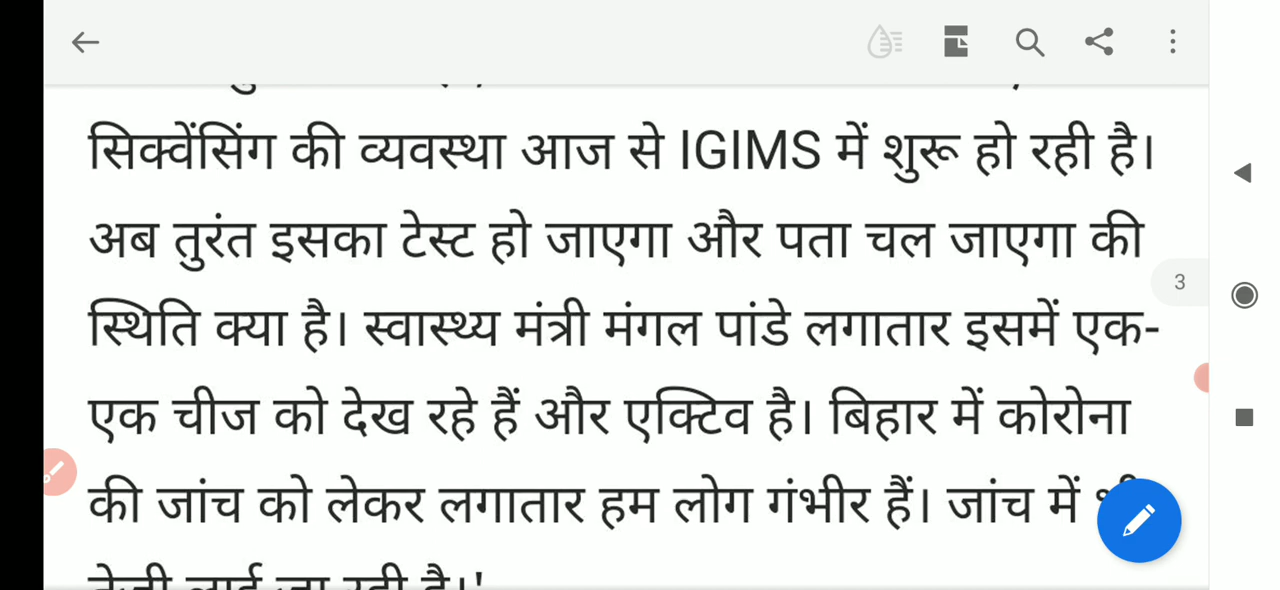 सिक्वेंसिंग की व्यवस्था आज से IGIMS में शुरू हो रही है।
अब तुरंत इसका टेस्ट हो जाएगा और पता चल जाएगा की
3
स्थिति क्या है। स्वास्थ्य मंत्री मंगल पांडे लगातार इसमें एक-
एक चीज को देख रहे हैं और एक्टिव है। बिहार में कोरोना
की जांच को लेकर लगातार हम लोग गंभीर हैं। जांच में
तेजी लाई जा रही है।'